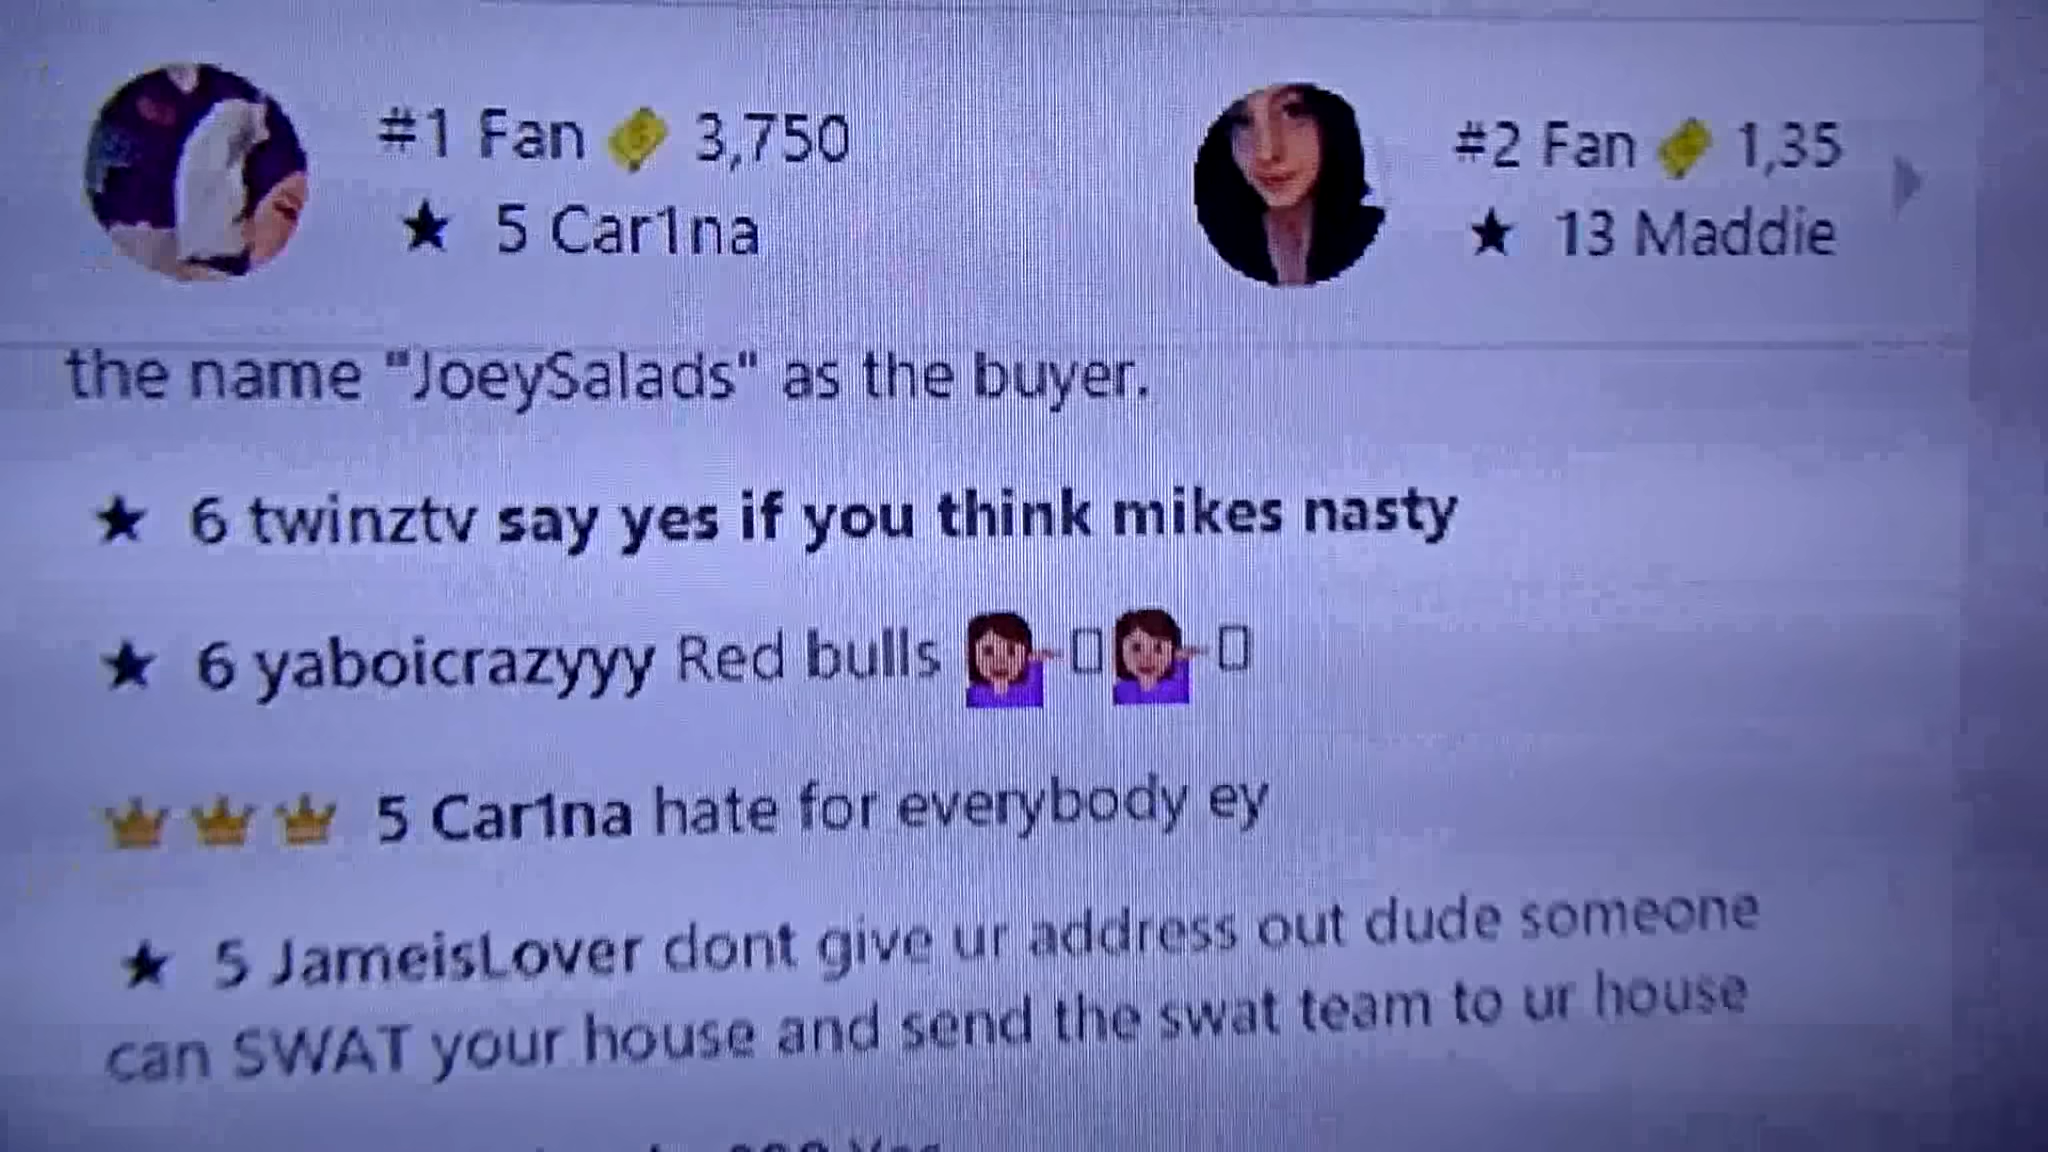 #1 Fan 3,750
★ 5 Car1na
#2 Fan 1,35
★ 13 Maddie
the name "JoeySalads" as the buyer.
★ 6 twinztv say yes if you think mikes nasty
★ 6 yaboicrazyyy Red bulls 💁 💁
5 Car1na hate for everybody ey
★ 5 JameisLover dont give ur address out dude someone
can SWAT your house and send the swat team to ur house